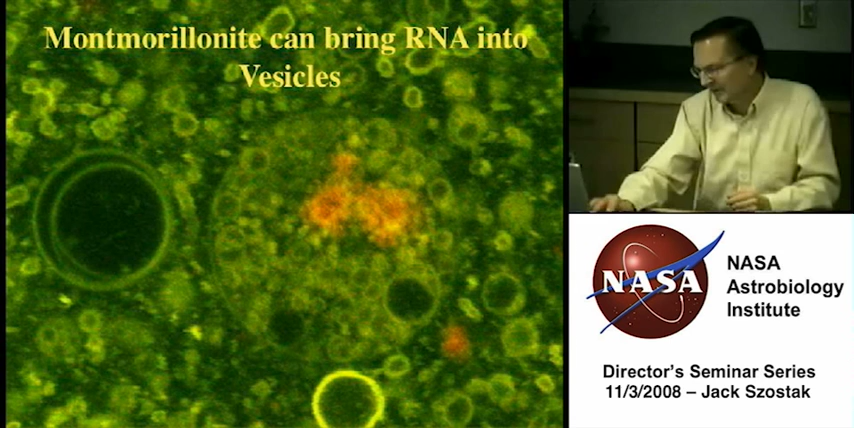 Montmorillonite can bring RNA into
Vesicles
NASA
NASA
Astrobiology
Institute
Director's Seminar Series
11/3/2008 – Jack Szostak